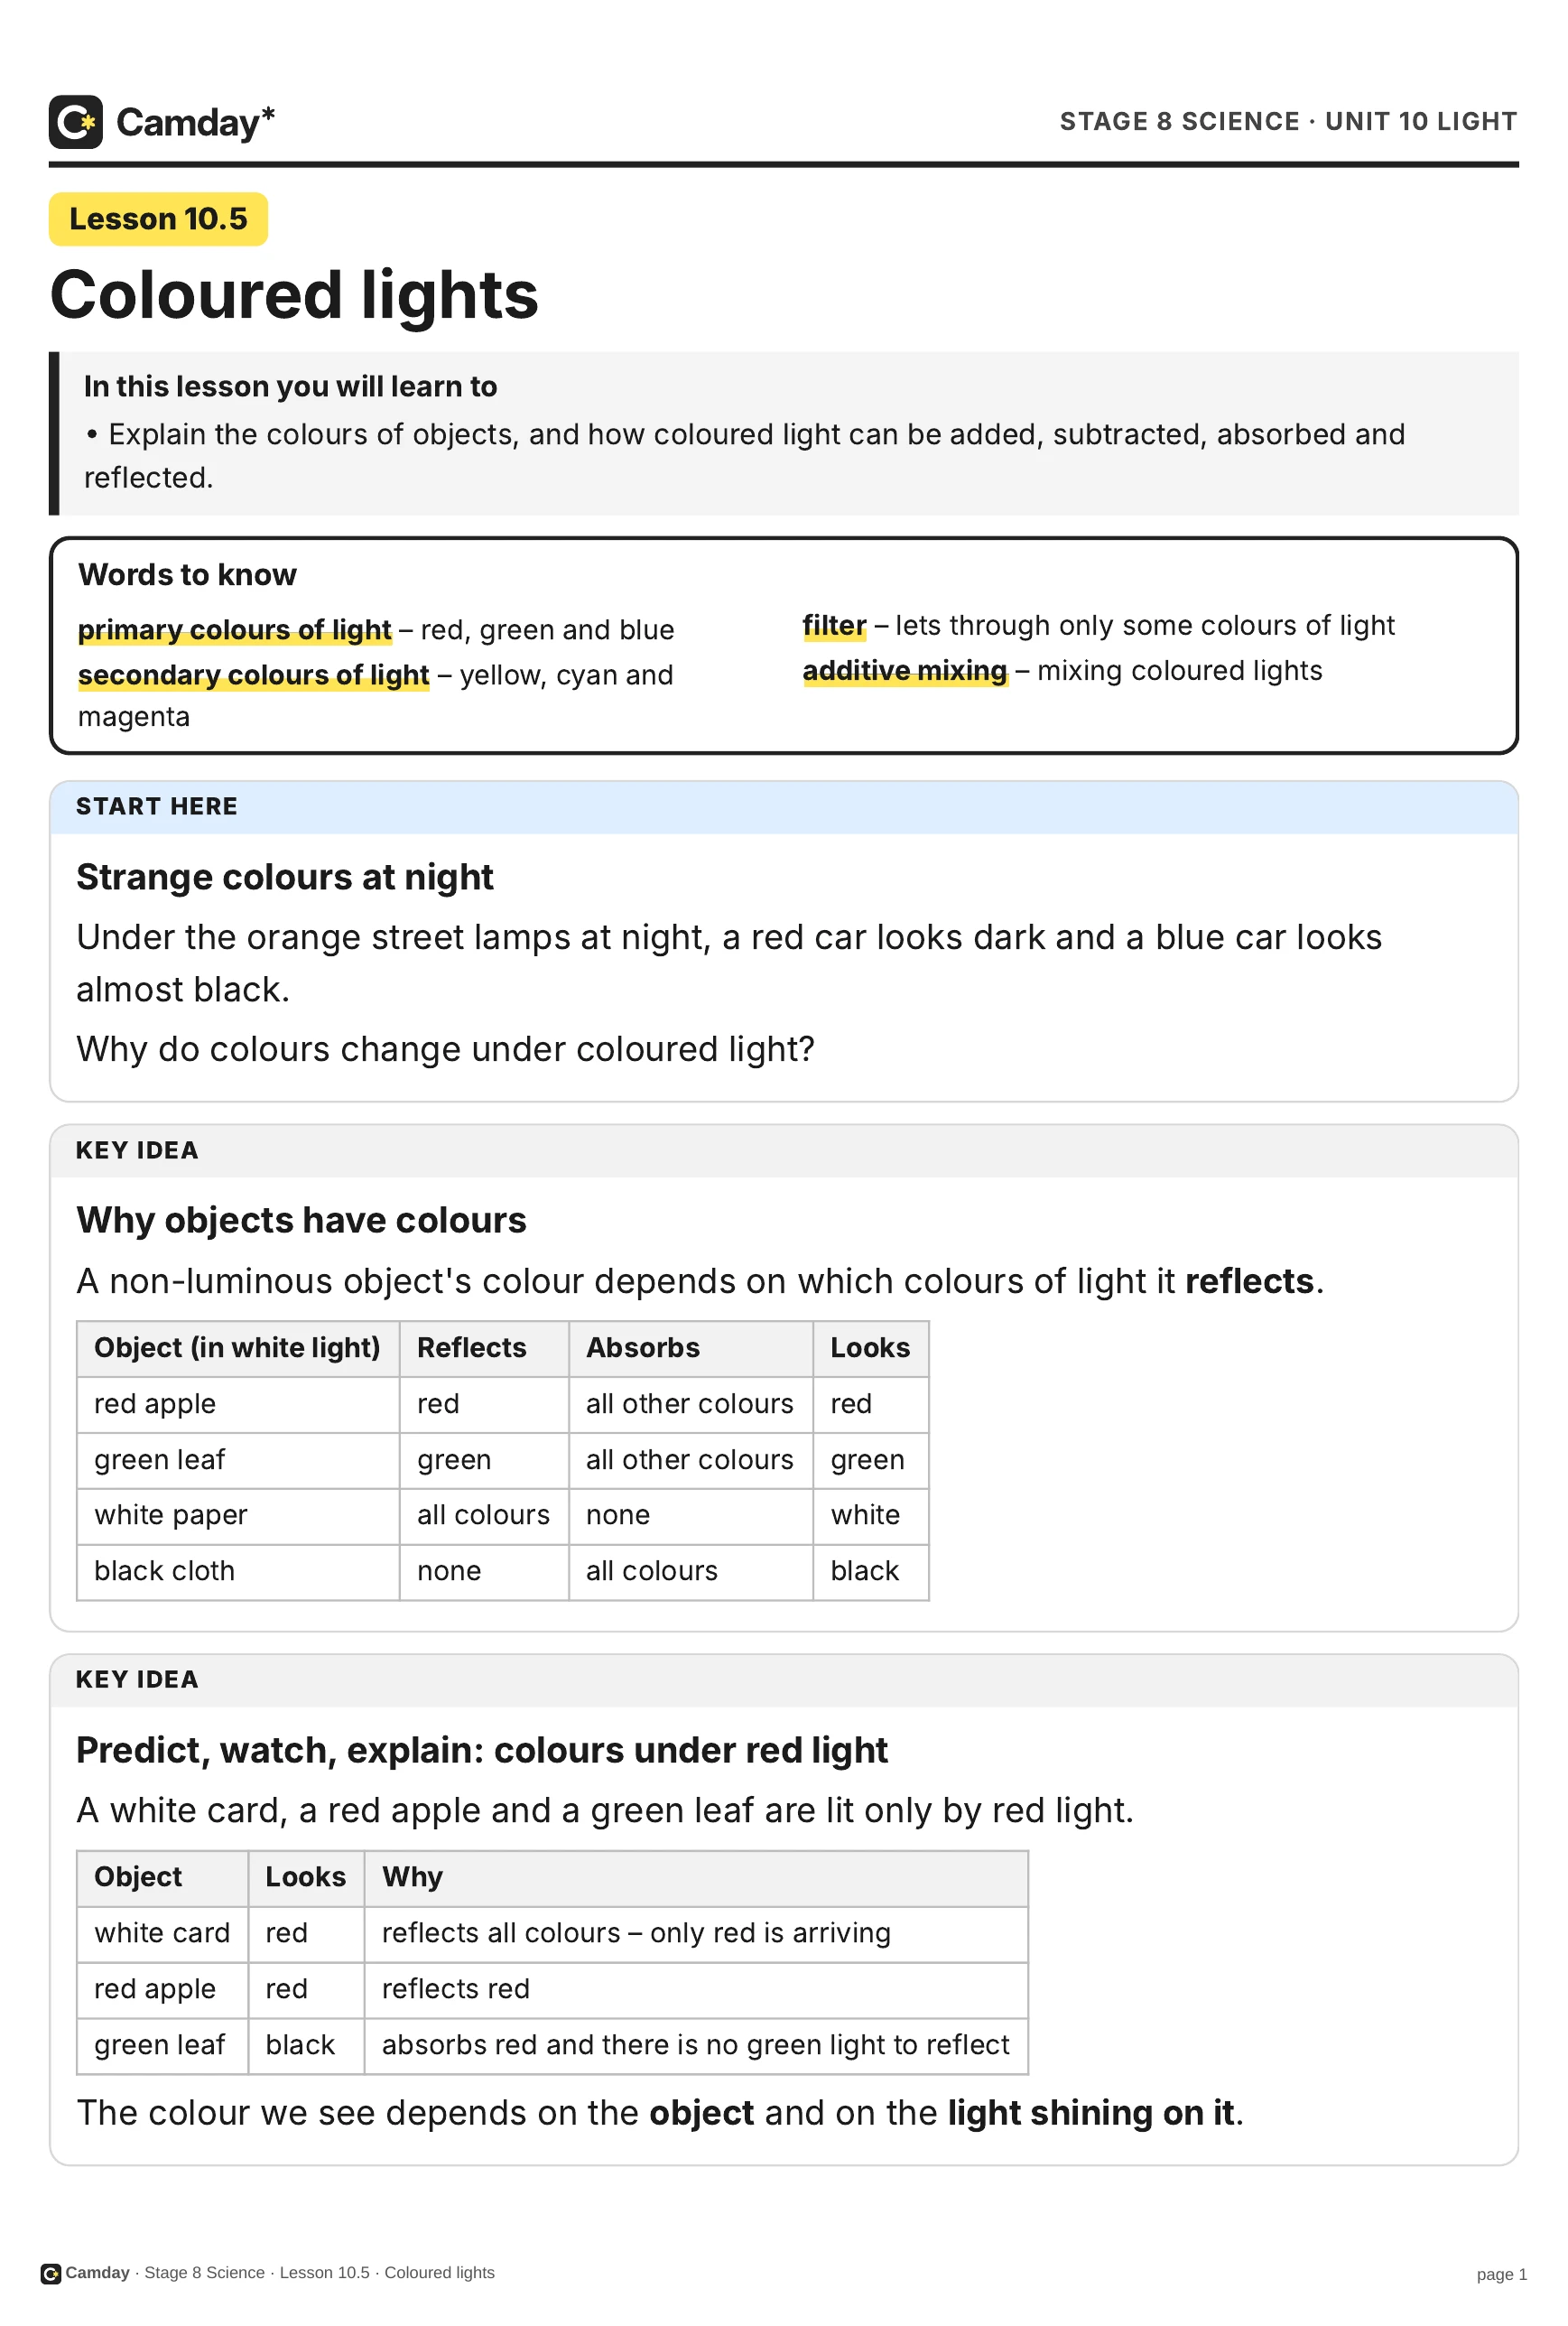 Camday*
STAGE 8 SCIENCE · UNIT 10 LIGHT
Lesson 10.5
Coloured lights
In this lesson you will learn to
• Explain the colours of objects, and how coloured light can be added, subtracted, absorbed and
reflected.
Words to know
primary colours of light – red, green and blue
secondary colours of light – yellow, cyan and
magenta
filter – lets through only some colours of light
additive mixing – mixing coloured lights
START HERE
Strange colours at night
Under the orange street lamps at night, a red car looks dark and a blue car looks
almost black.
Why do colours change under coloured light?
KEY IDEA
Why objects have colours
A non-luminous object's colour depends on which colours of light it reflects.
Object (in white light) Reflects Absorbs Looks
red apple red all other colours red
green leaf green all other colours green
white paper all colours none white
black cloth none all colours black
KEY IDEA
Predict, watch, explain: colours under red light
A white card, a red apple and a green leaf are lit only by red light.
Object Looks Why
white card red reflects all colours – only red is arriving
red apple red reflects red
green leaf black absorbs red and there is no green light to reflect
The colour we see depends on the object and on the light shining on it.
Camday · Stage 8 Science · Lesson 10.5 · Coloured lights
page 1